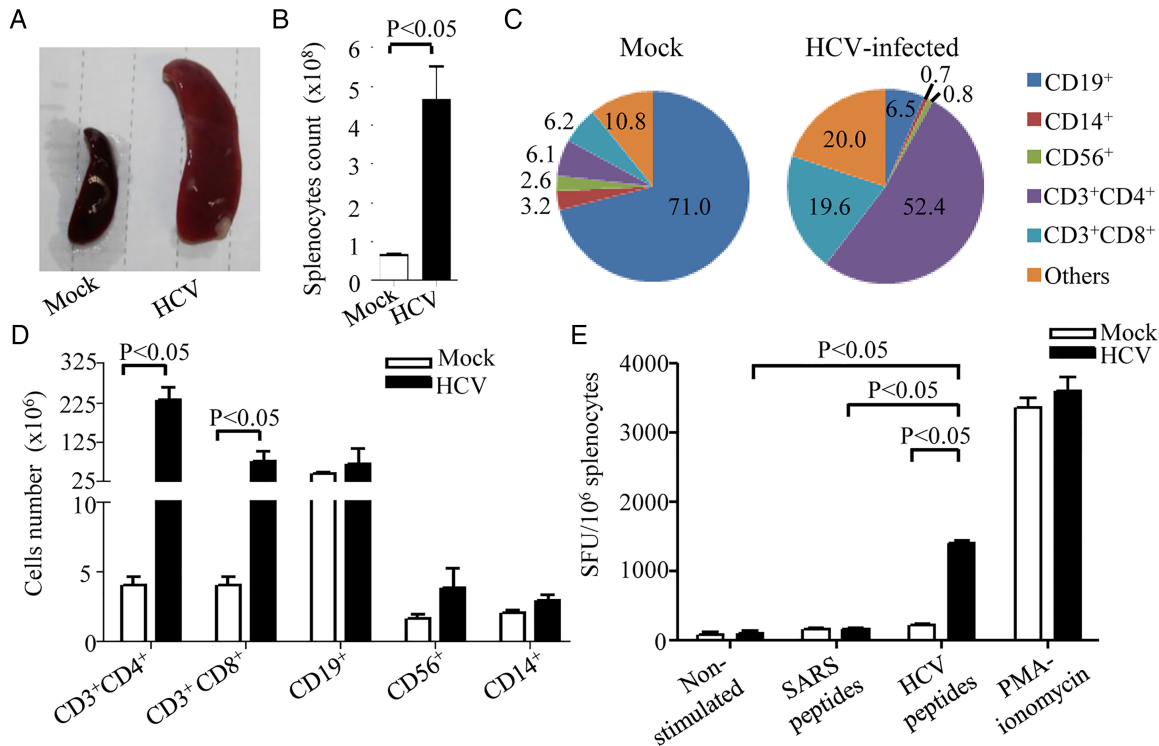 A
Mock
HCV
B
P<0.05
Splenocytes count (x10⁸)
6
5
4
3
2
1
0
Mock
HCV
C
Mock
10.8
6.2
6.1
2.6
3.2
71.0
HCV-infected
0.7
0.8
6.5
20.0
19.6
52.4
CD19⁺
CD14⁺
CD56⁺
CD3⁺CD4⁺
CD3⁺CD8⁺
Others
D
Cells number (x10⁶)
325
225
125
25
10
5
0
P<0.05
P<0.05
Mock
HCV
CD3⁺CD4⁺
CD3⁺CD8⁺
CD19⁺
CD56⁺
CD14⁺
E
Mock
HCV
SFU/10⁶ splenocytes
4000
3000
2000
1000
0
P<0.05
P<0.05
P<0.05
Non-
stimulated
SARS
peptides
HCV
peptides
PMA-
ionomycin